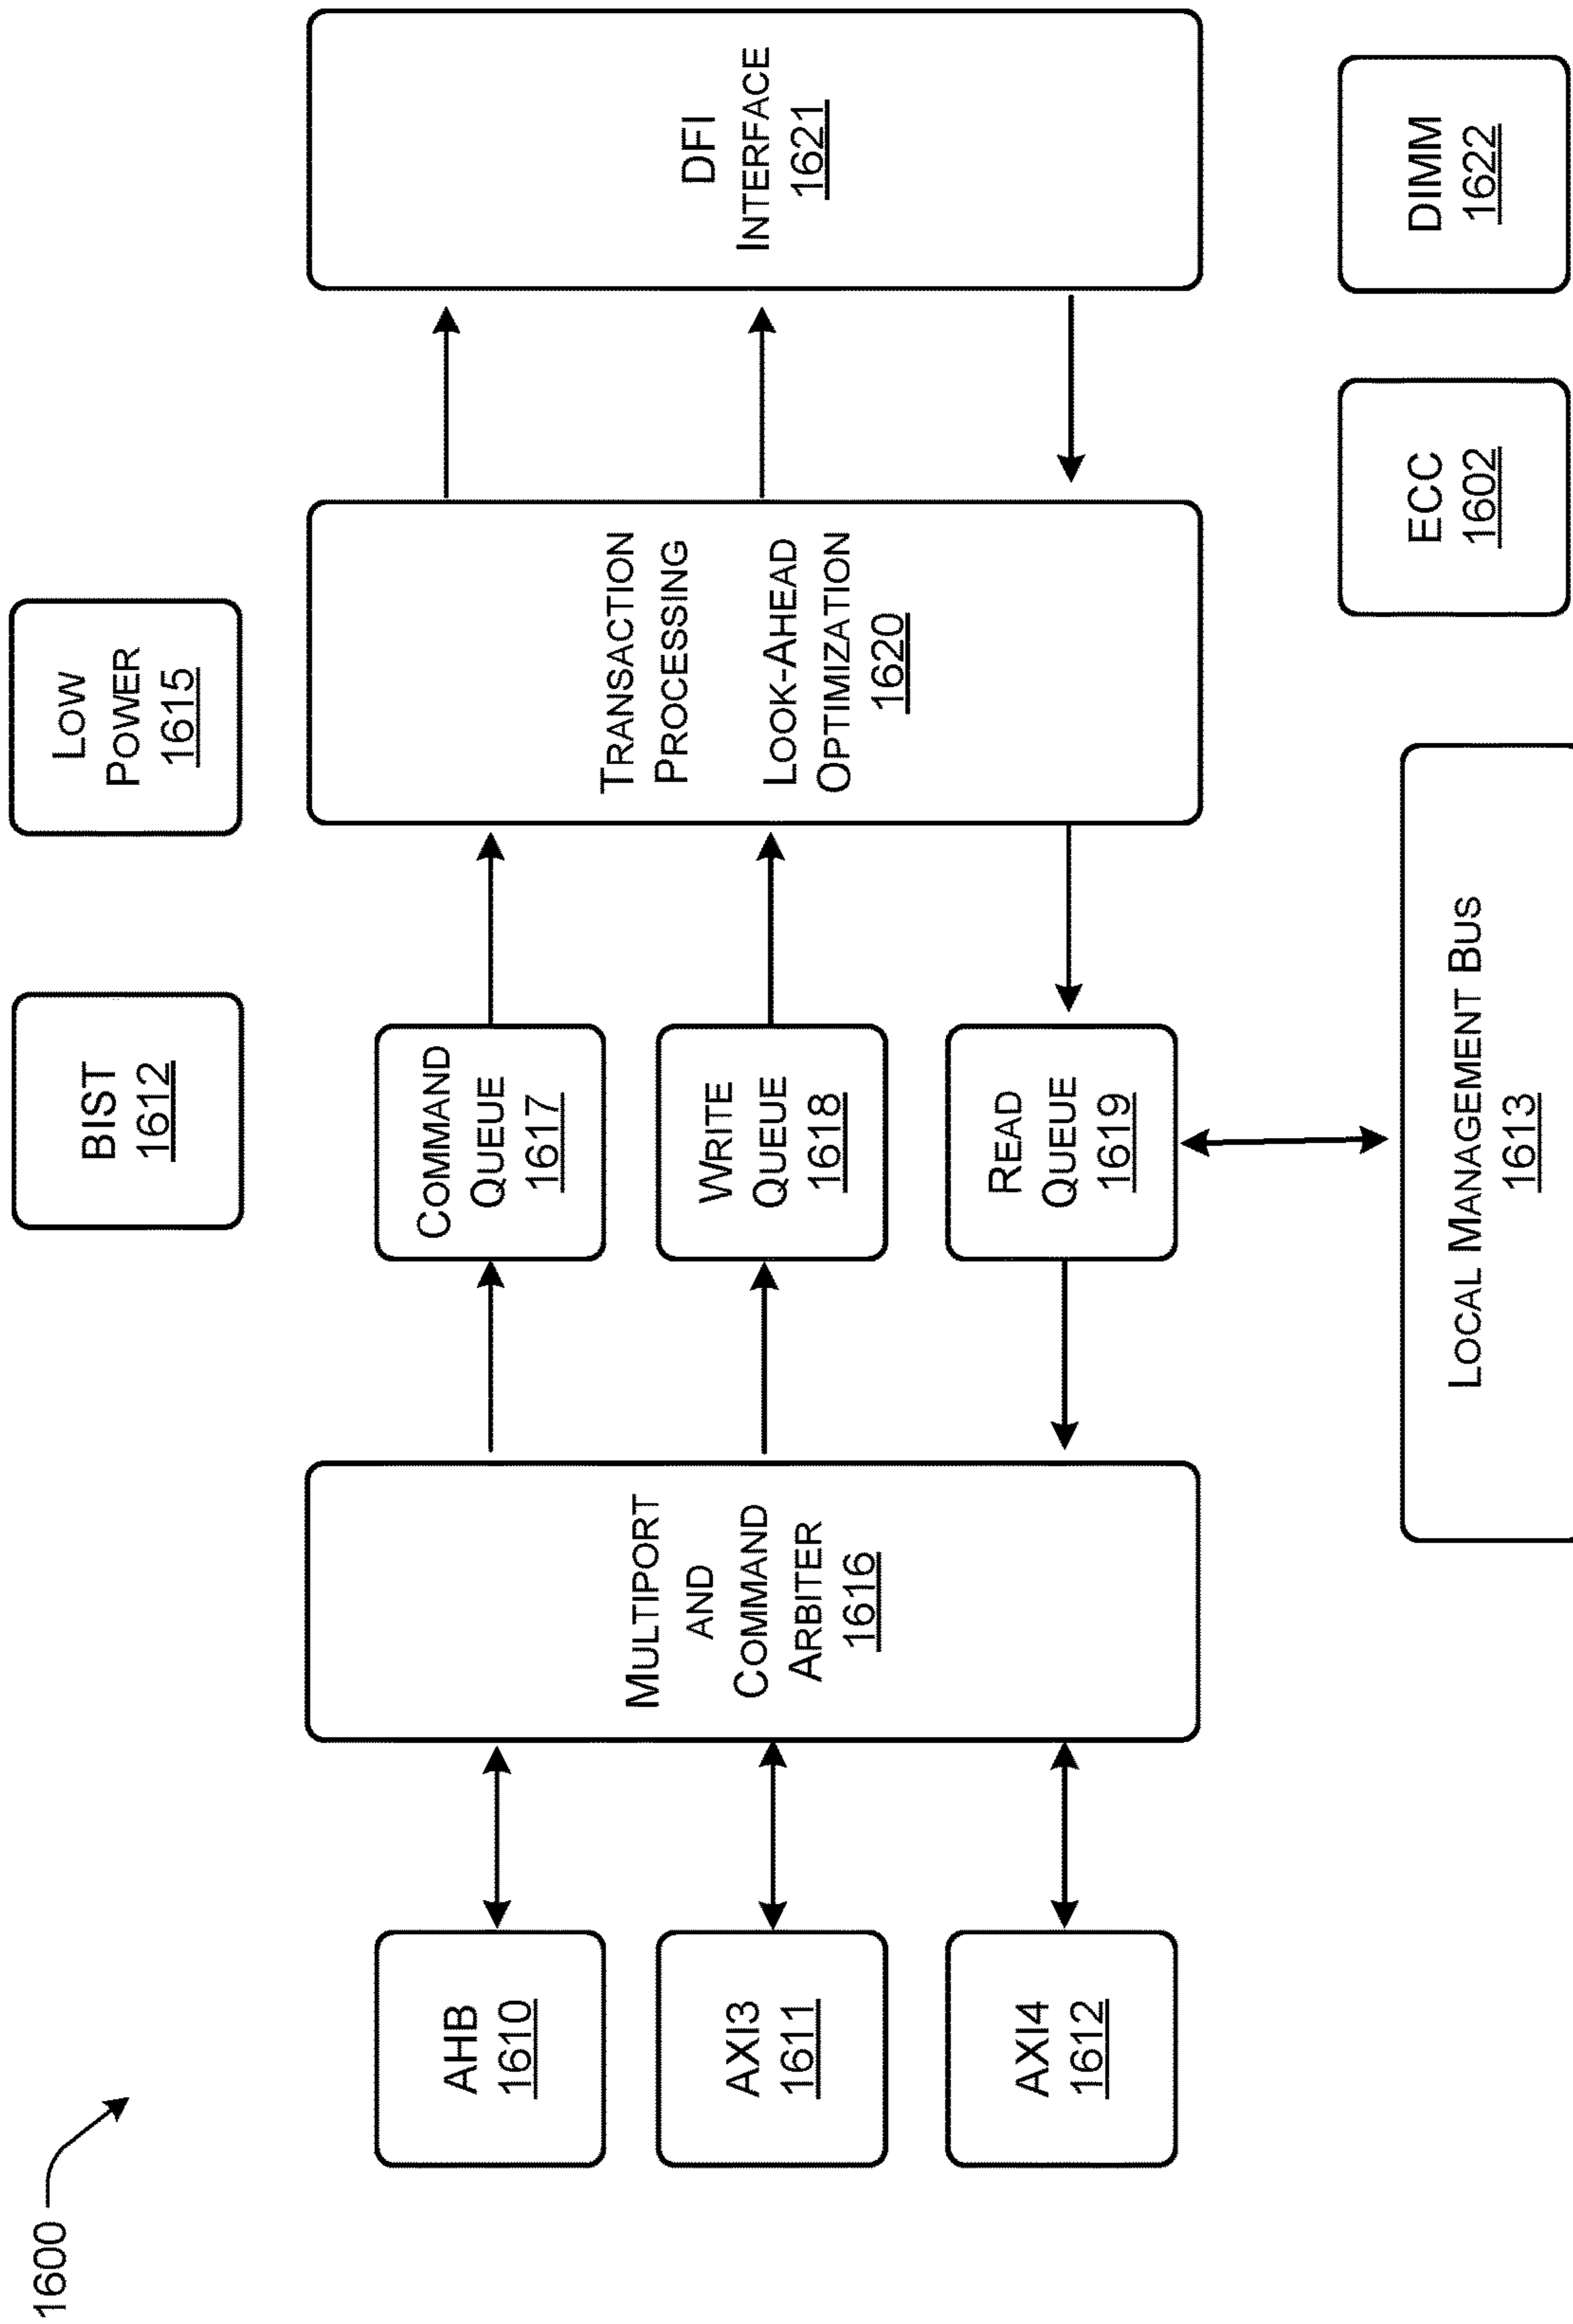 1600
BIST
1612
LOW
POWER
1615
AHB
1610
AXI3
1611
AXI4
1612
MULTIPORT
AND
COMMAND
ARBITER
1616
COMMAND
QUEUE
1617
WRITE
QUEUE
1618
READ
QUEUE
1619
TRANSACTION
PROCESSING
LOOK-AHEAD
OPTIMIZATION
1620
DFI
INTERFACE
1621
LOCAL MANAGEMENT BUS
1613
ECC
1602
DIMM
1622